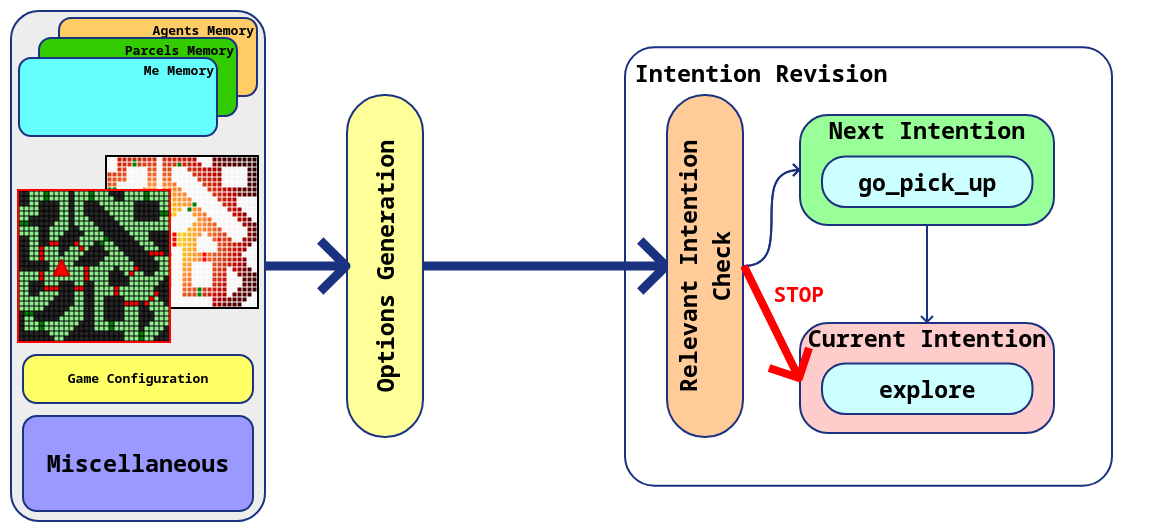 Agents Memory
Parcels Memory
Me Memory
Game Configuration
Miscellaneous
Options Generation
Intention Revision
Relevant Intention
Check
STOP
Next Intention
go_pick_up
Current Intention
explore